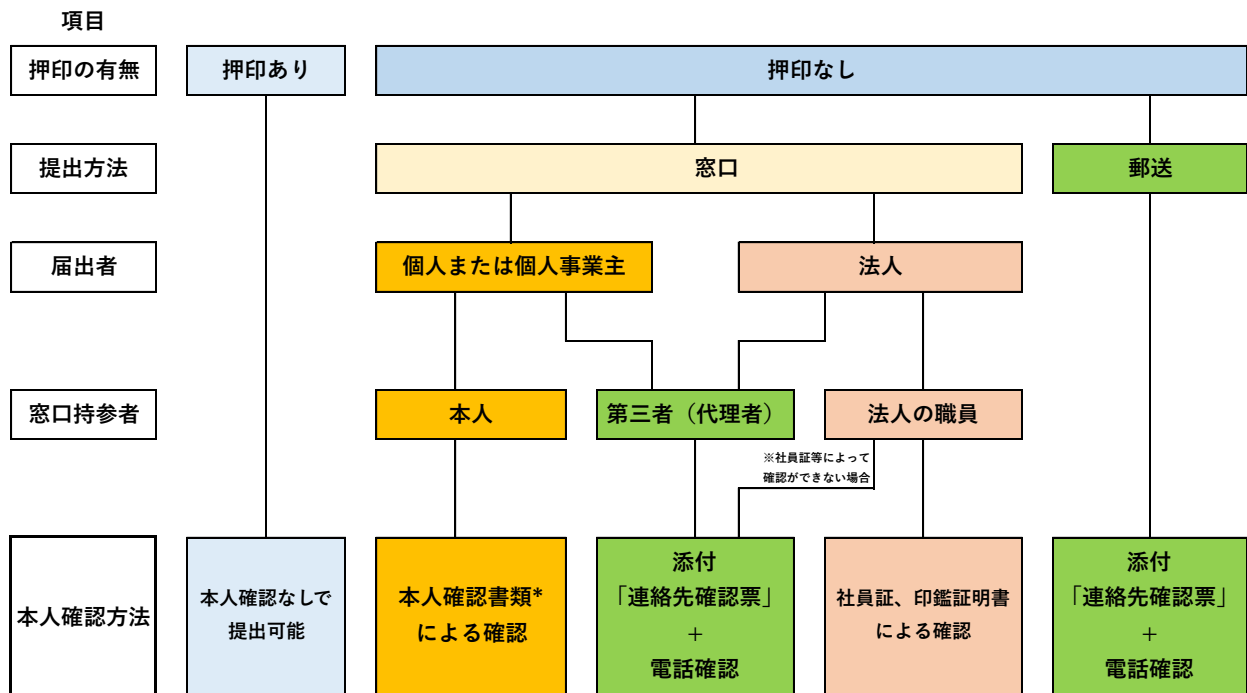 項目
押印の有無
押印あり
押印なし
提出方法
窓口
郵送
届出者
個人または個人事業主
法人
窓口持参者
本人
第三者（代理者）
法人の職員
※社員証等によって
確認ができない場合
本人確認方法
本人確認なしで
提出可能
本人確認書類*
による確認
添付
「連絡先確認票」
+
電話確認
社員証、印鑑証明書
による確認
添付
「連絡先確認票」
+
電話確認